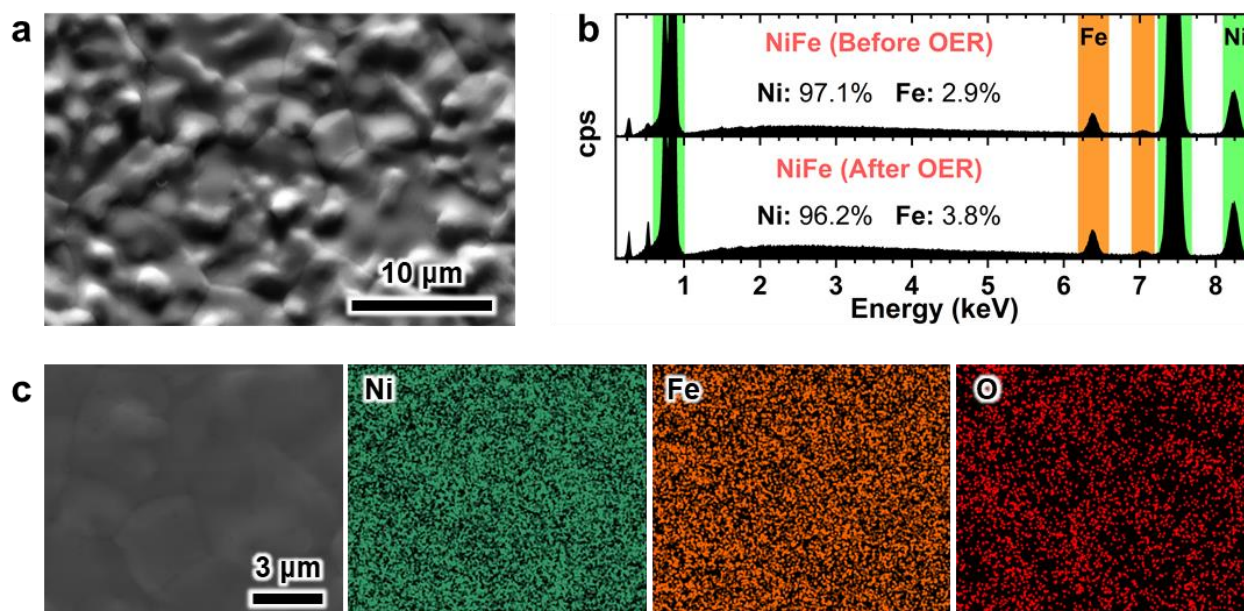 a
10 µm
b
cps
NiFe (Before OER)
Ni: 97.1% Fe: 2.9%
Fe
Ni
NiFe (After OER)
Ni: 96.2% Fe: 3.8%
1 2 3 4 5 6 7 8
Energy (keV)
c
3 µm
Ni
Fe
O